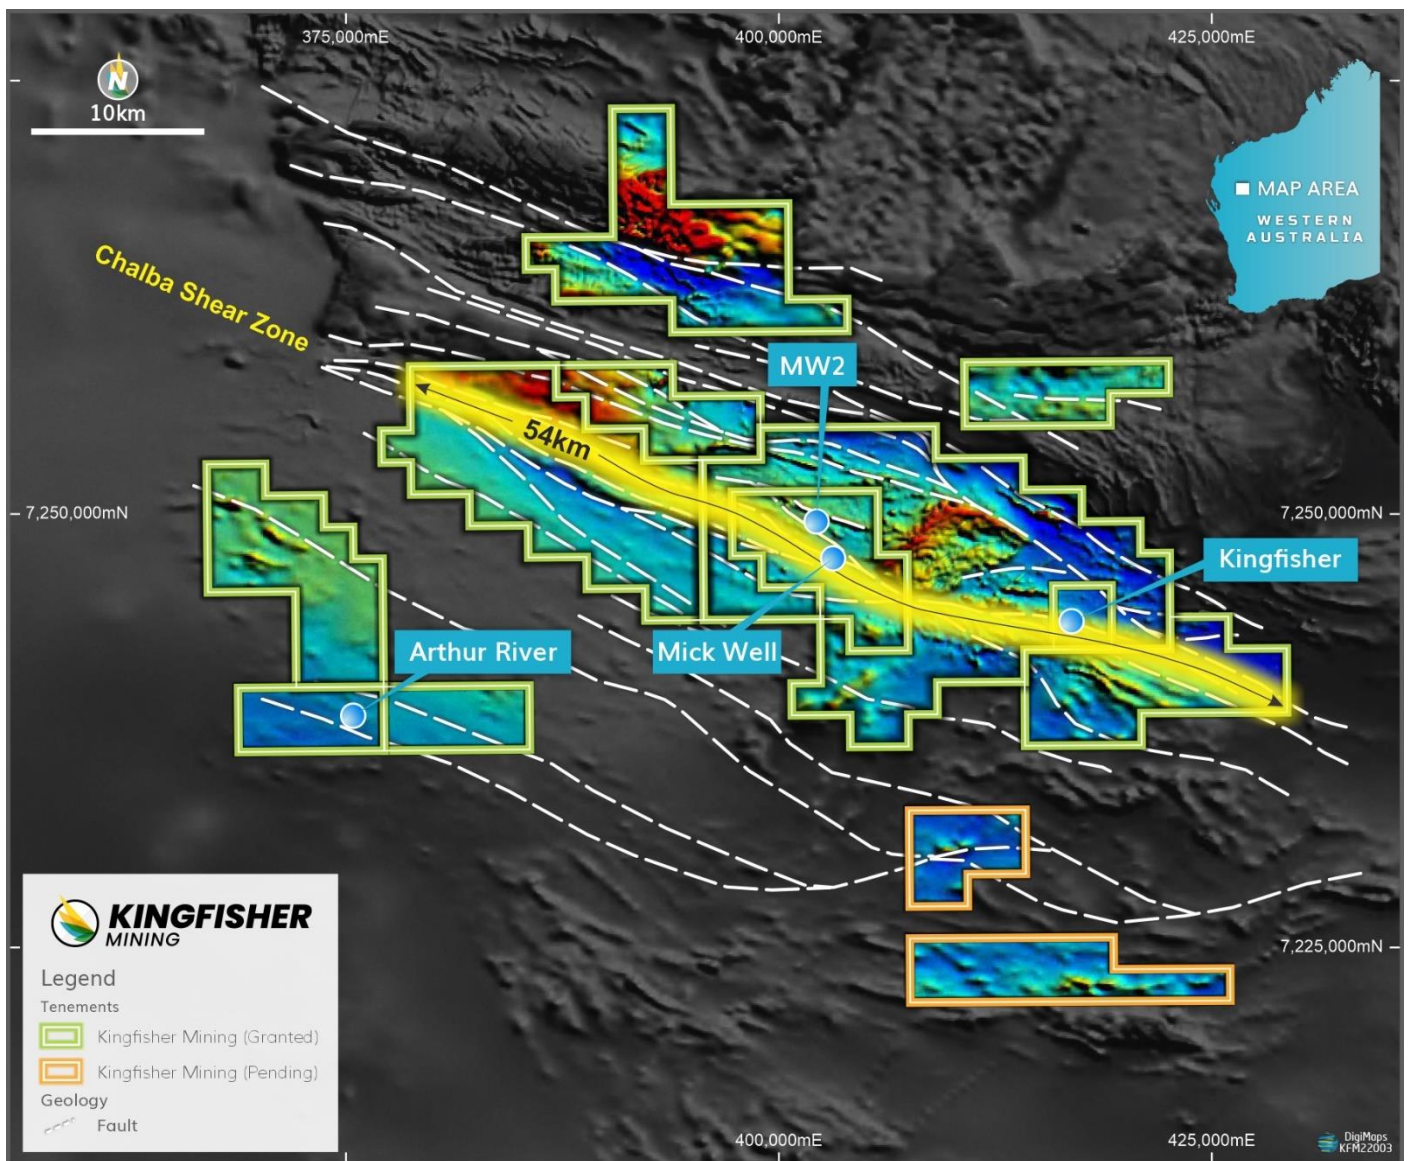 375,000mE
400,000mE
425,000mE
N
10km
MAP AREA
WESTERN
AUSTRALIA
Chalba Shear Zone
MW2
54km
7,250,000mN
7,250,000mN
Kingfisher
Arthur River
Mick Well
KINGFISHER
MINING
Legend
Tenements
Kingfisher Mining (Granted)
Kingfisher Mining (Pending)
Geology
Fault
7,225,000mN
400,000mE
425,000mE
DigiMaps
KFM22003